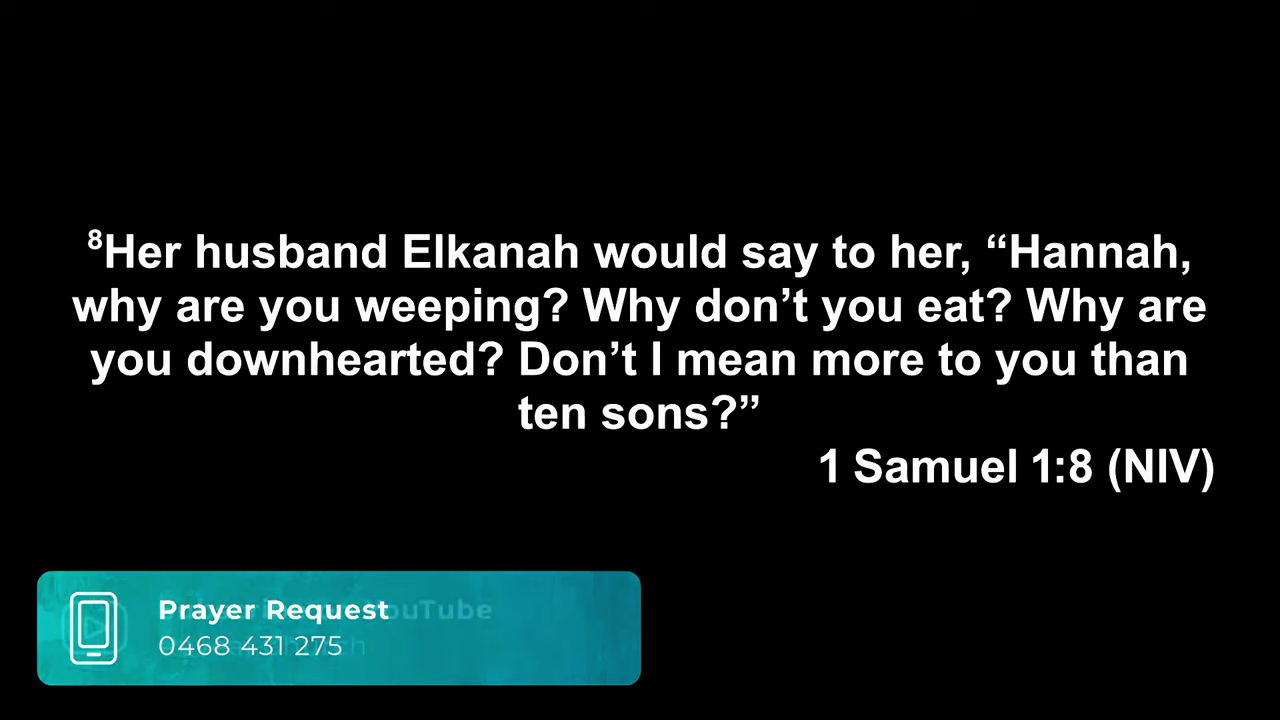 ⁸Her husband Elkanah would say to her, “Hannah,
why are you weeping? Why don’t you eat? Why are
you downhearted? Don’t I mean more to you than
ten sons?”
1 Samuel 1:8 (NIV)
Prayer Request
0468 431 275
YouTube